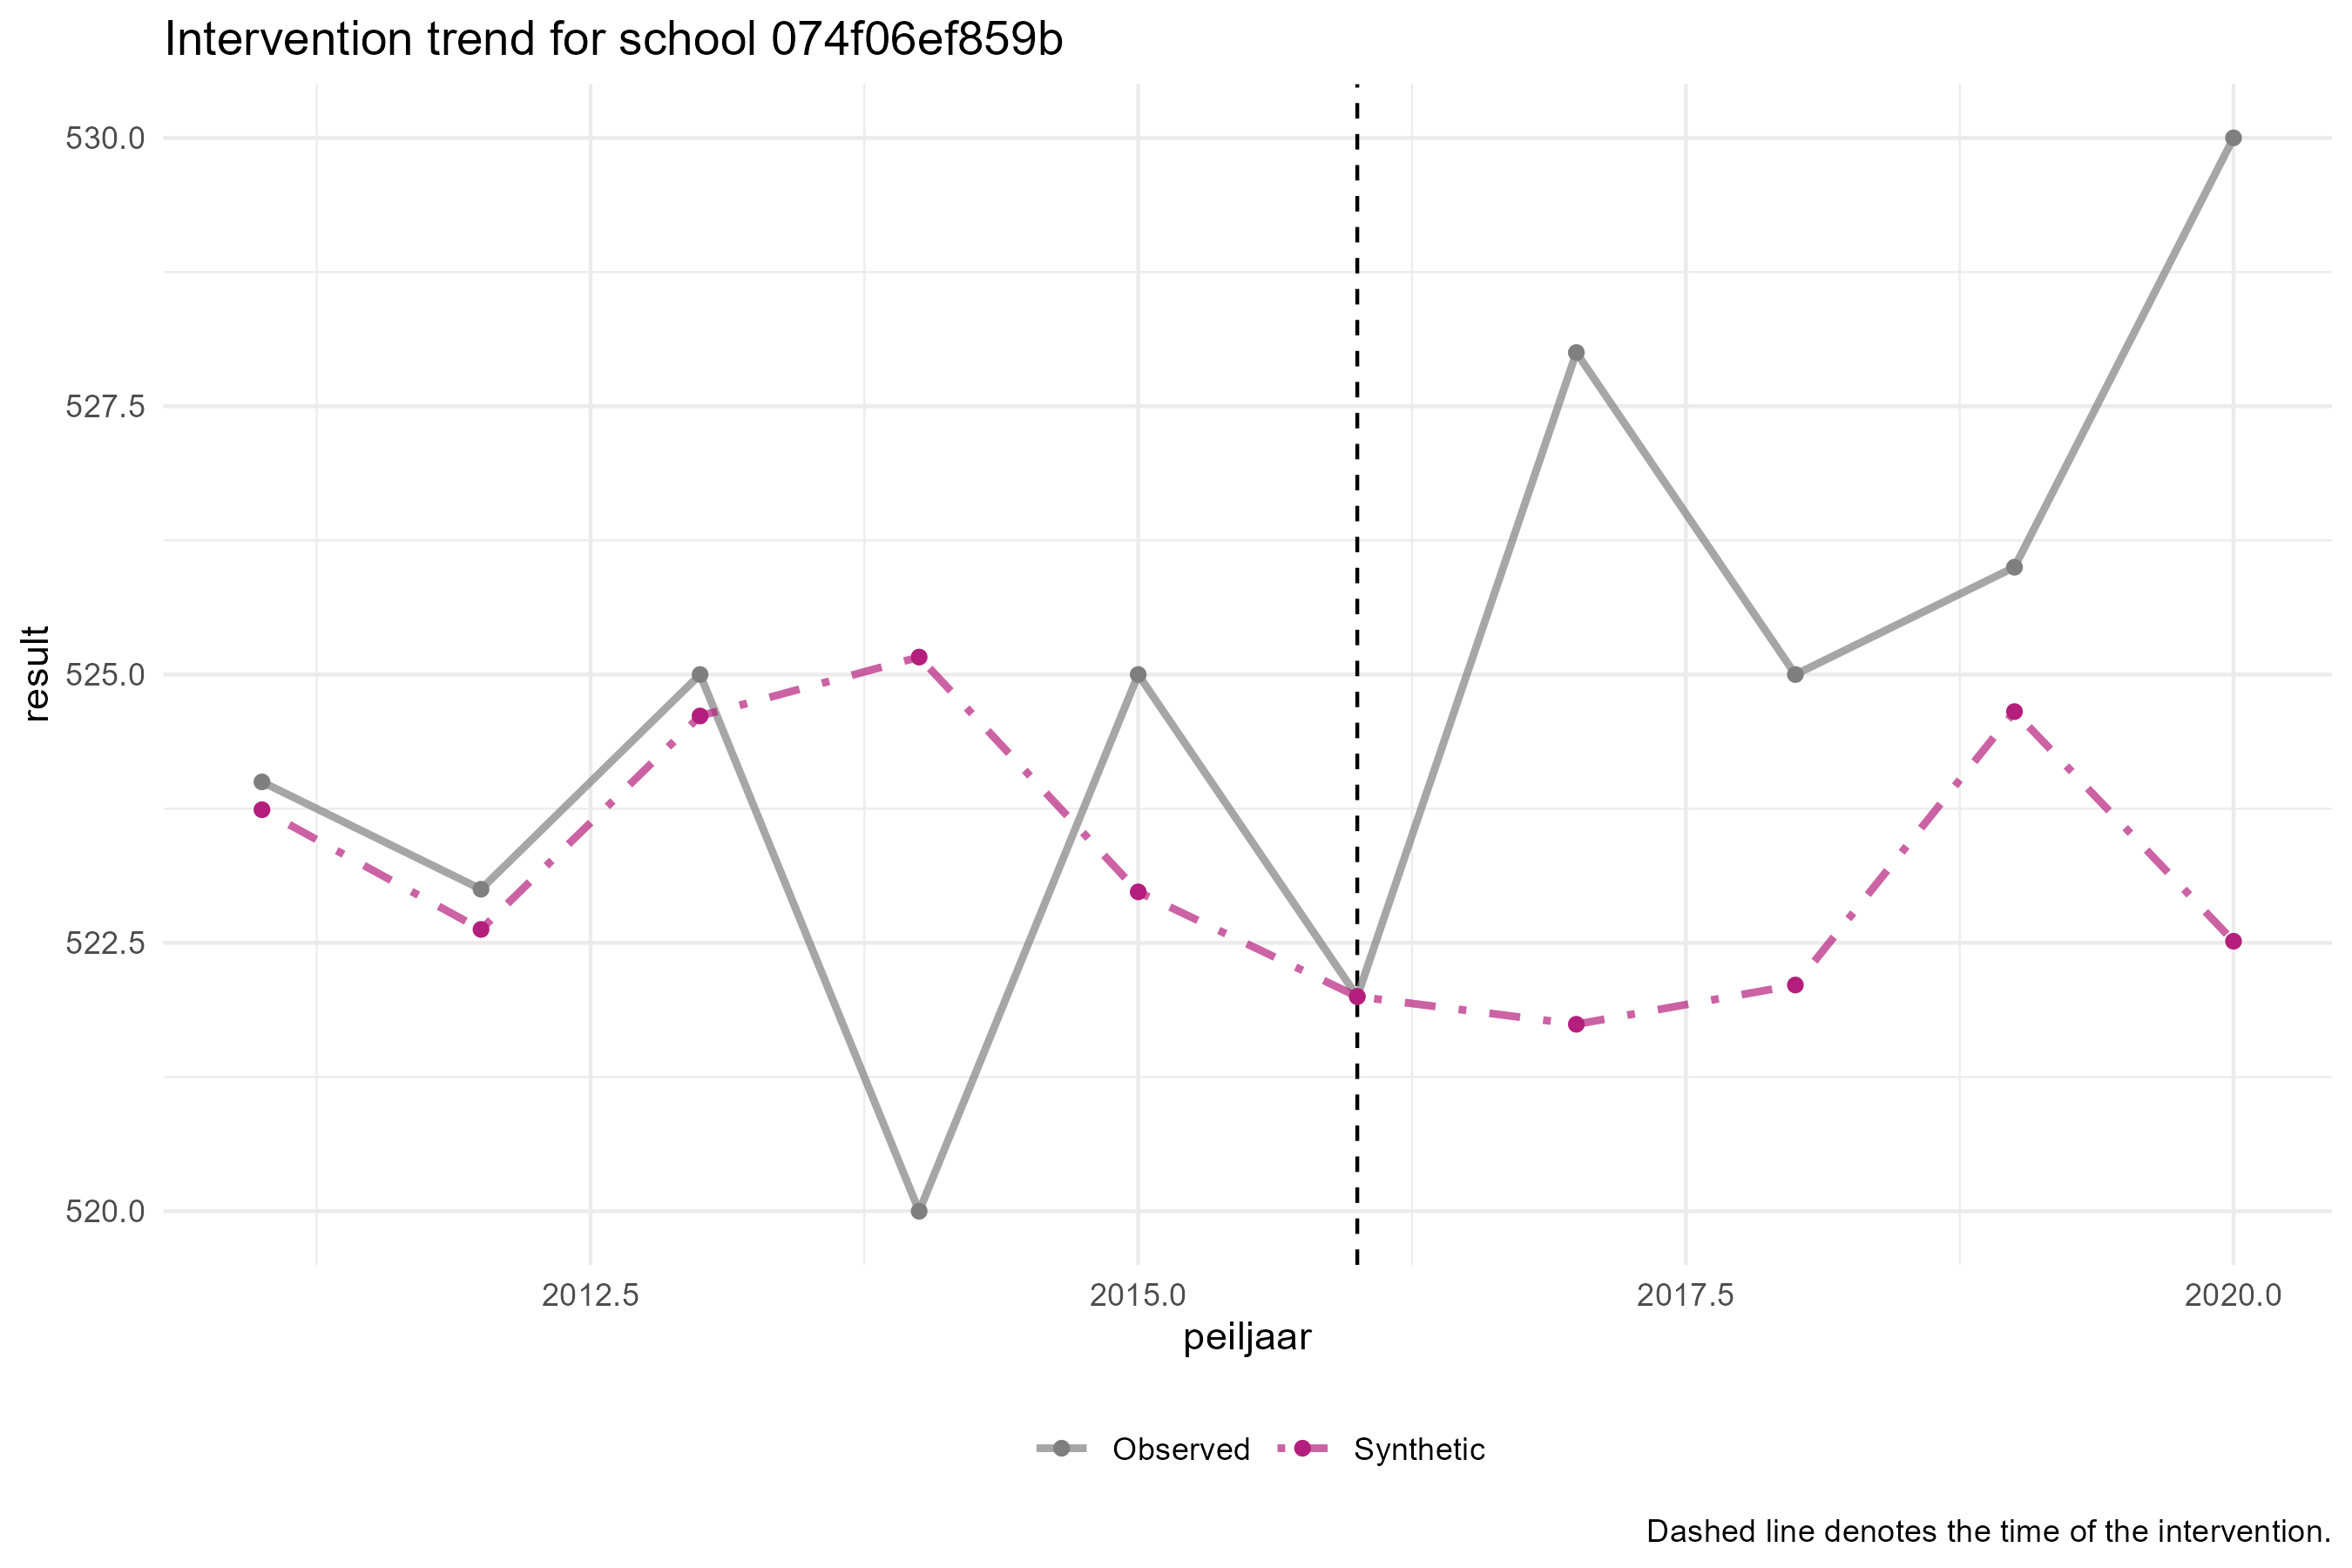 Intervention trend for school 074f06ef859b
530.0
527.5
525.0
522.5
520.0
result
2012.5 2015.0 2017.5 2020.0
peiljaar
Observed Synthetic
Dashed line denotes the time of the intervention.